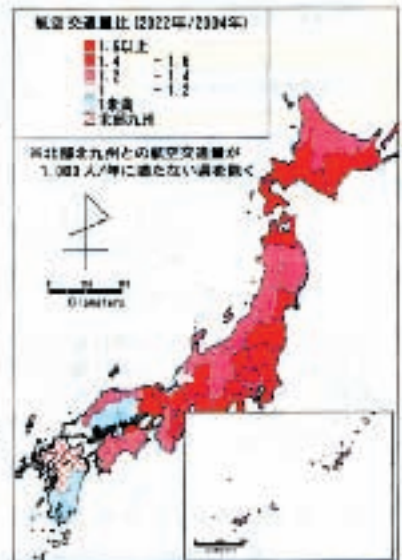 航空交通量比(2022年/2004年)
1.6以上
1.4 -1.6
1.2 -1.4
1 -1.2
1未満
北部九州
※北部北九州との航空交通量が
1,000人/年に満たない県を除く
Kilometers